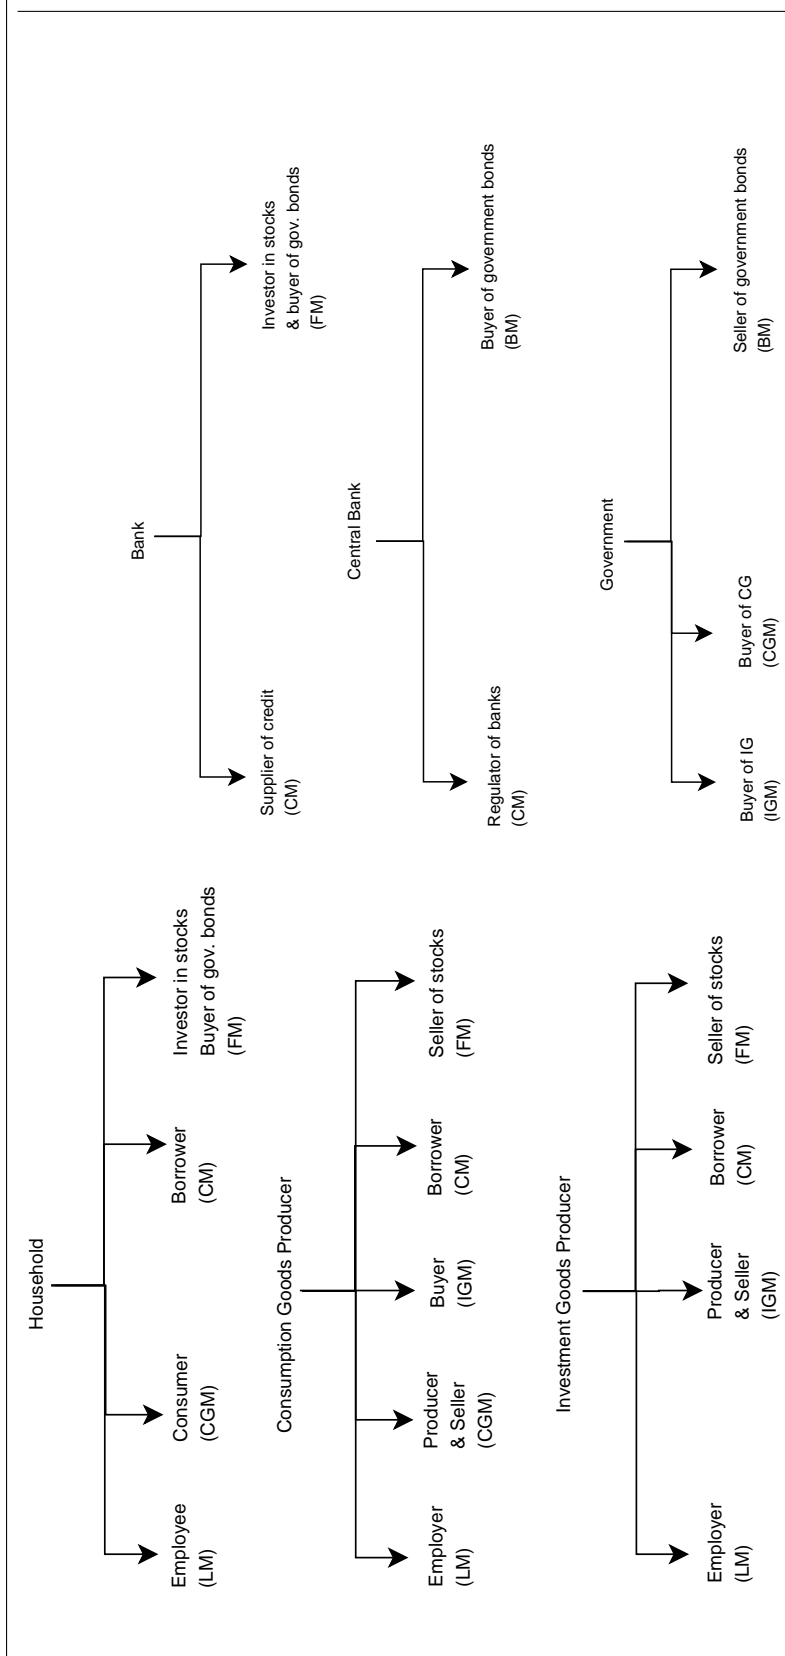 Household
Employee
(LM)
Consumer
(CGM)
Borrower
(CM)
Investor in stocks
Buyer of gov. bonds
(FM)
Consumption Goods Producer
Employer
(LM)
Producer
& Seller
(CGM)
Buyer
(IGM)
Borrower
(CM)
Seller of stocks
(FM)
Investment Goods Producer
Employer
(LM)
Producer
& Seller
(IGM)
Borrower
(CM)
Seller of stocks
(FM)
Bank
Supplier of credit
(CM)
Investor in stocks
& buyer of gov. bonds
(FM)
Central Bank
Regulator of banks
(CM)
Buyer of government bonds
(BM)
Government
Buyer of IG
(IGM)
Buyer of CG
(CGM)
Seller of government bonds
(BM)